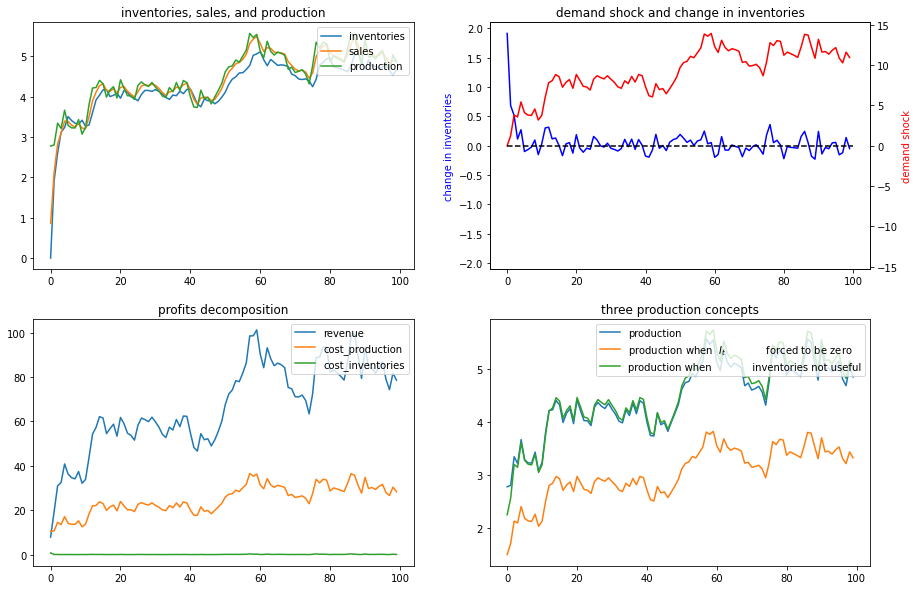 inventories, sales, and production
inventories
sales
production
5
4
3
2
1
0
0 20 40 60 80 100
demand shock and change in inventories
2.0
1.5
1.0
0.5
0.0
−0.5
−1.0
−1.5
−2.0
change in inventories
15
10
5
0
−5
−10
−15
demand shock
0 20 40 60 80 100
profits decomposition
revenue
cost_production
cost_inventories
100
80
60
40
20
0
0 20 40 60 80 100
three production concepts
production
production when I_t forced to be zero
production when inventories not useful
5
4
3
2
0 20 40 60 80 100